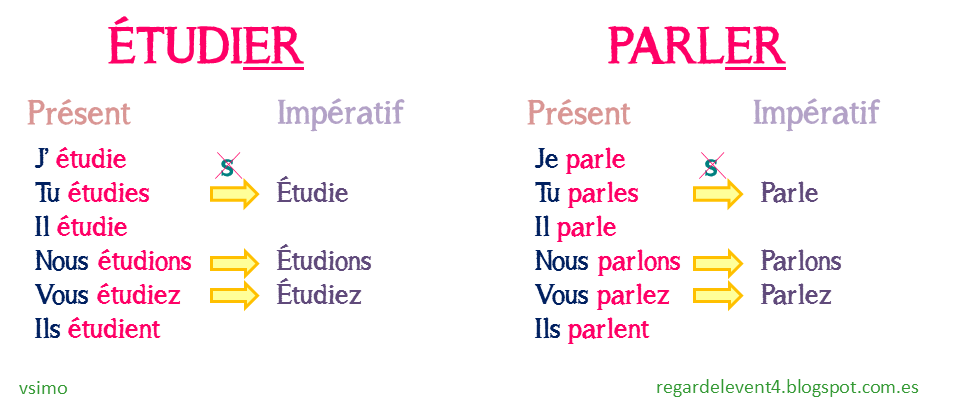 ÉTUDIER
Présent Impératif
J' étudie
s
Tu étudies Étudie
Il étudie
Nous étudions Étudions
Vous étudiez Étudiez
Ils étudient
PARLER
Présent Impératif
Je parle
s
Tu parles Parle
Il parle
Nous parlons Parlons
Vous parlez Parlez
Ils parlent
vsimo
regardelevent4.blogspot.com.es